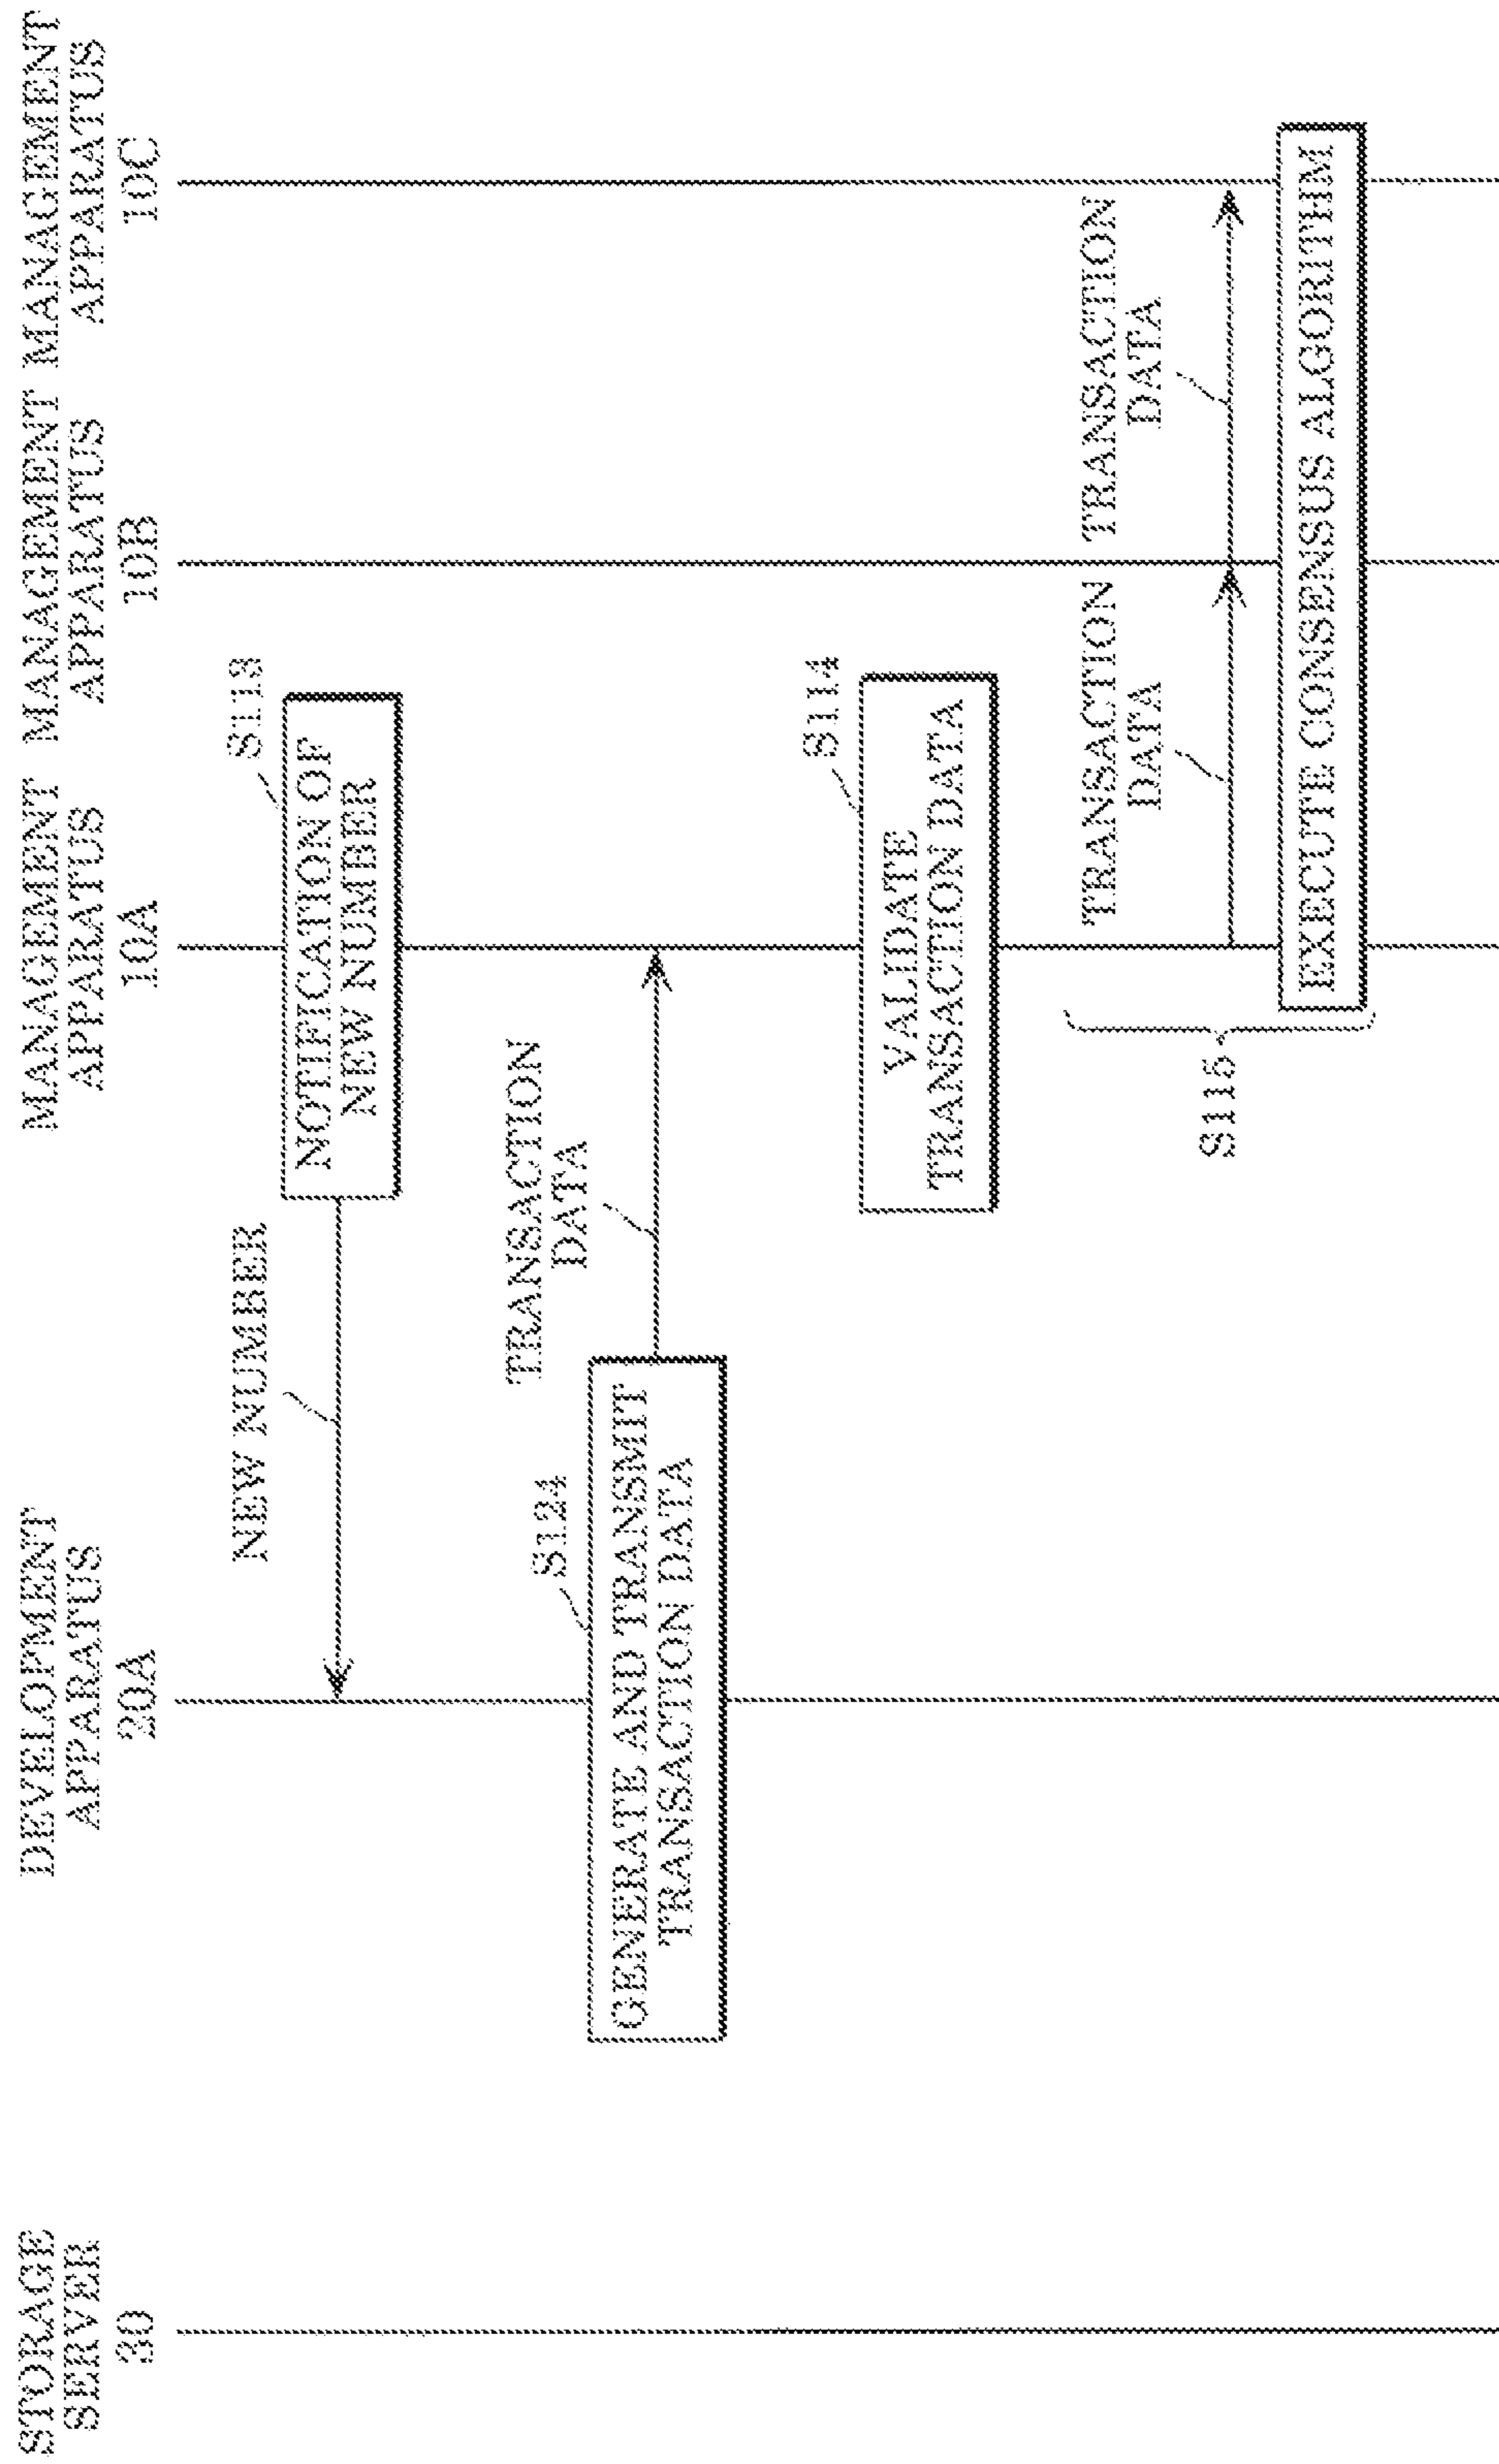 STORAGE
SERVER
30
DEVELOPMENT
APPARATUS
20A
MANAGEMENT
APPARATUS
10A
MANAGEMENT
APPARATUS
10B
MANAGEMENT
APPARATUS
10C
S113
NOTIFICATION OF
NEW NUMBER
NEW NUMBER
S124
GENERATE AND TRANSMIT
TRANSACTION DATA
TRANSACTION
DATA
S114
VALIDATE
TRANSACTION DATA
S115
TRANSACTION
DATA
TRANSACTION
DATA
EXECUTE CONSENSUS ALGORITHM